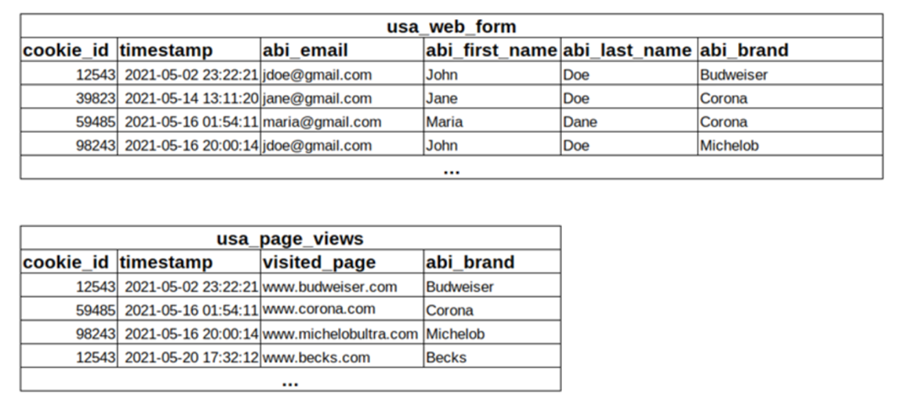 usa_web_form
cookie_id timestamp abi_email abi_first_name abi_last_name abi_brand
12543 2021-05-02 23:22:21 jdoe@gmail.com John Doe Budweiser
39823 2021-05-14 13:11:20 jane@gmail.com Jane Doe Corona
59485 2021-05-16 01:54:11 maria@gmail.com Maria Dane Corona
98243 2021-05-16 20:00:14 jdoe@gmail.com John Doe Michelob
...
usa_page_views
cookie_id timestamp visited_page abi_brand
12543 2021-05-02 23:22:21 www.budweiser.com Budweiser
59485 2021-05-16 01:54:11 www.corona.com Corona
98243 2021-05-16 20:00:14 www.michelobultra.com Michelob
12543 2021-05-20 17:32:12 www.becks.com Becks
...